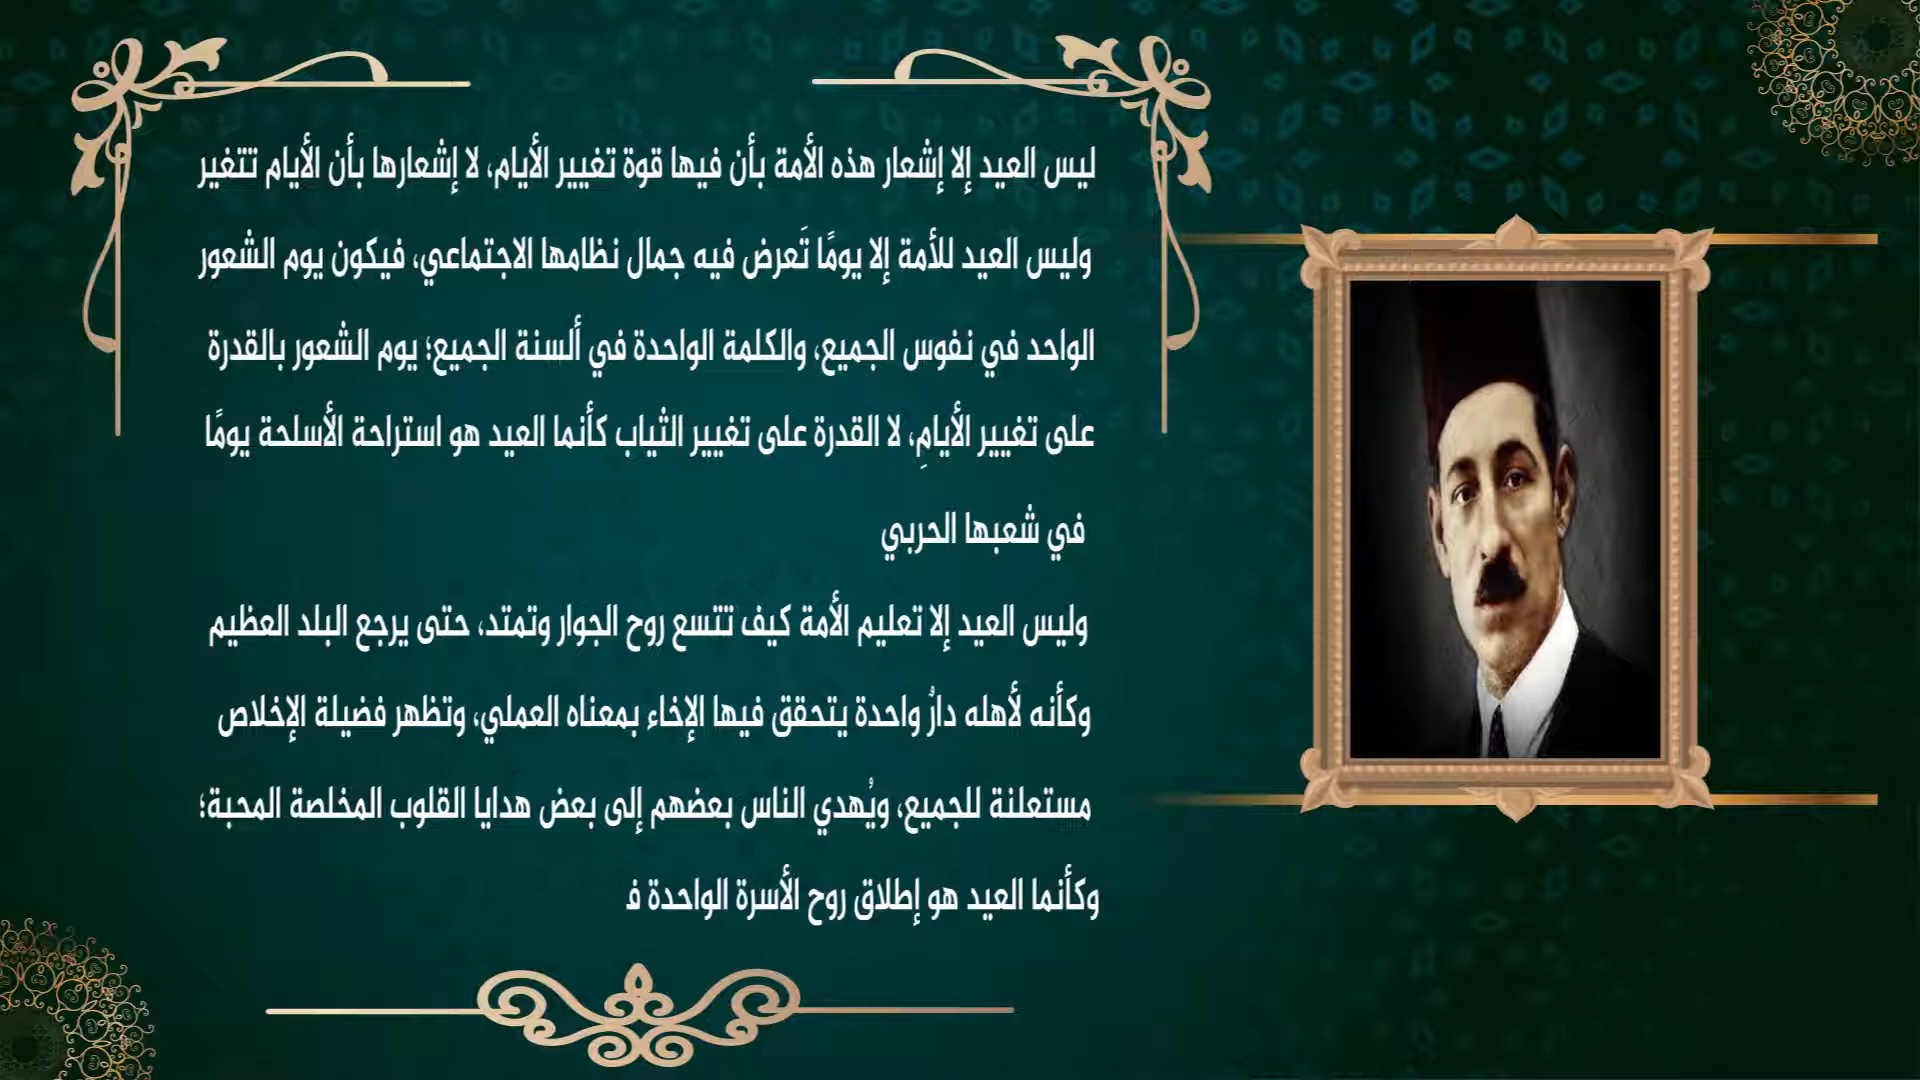 ليس العيد إلا إشعار هذه الأمة بأن فيها قوة تغيير الأيام، لا إشعارها بأن الأيام تتغير
وليس العيد للأمة إلا يومًا تَعرض فيه جمال نظامها الاجتماعي، فيكون يوم الشعور
الواحد في نفوس الجميع، والكلمة الواحدة في ألسنة الجميع؛ يوم الشعور بالقدرة
على تغيير الأيامِ، لا القدرة على تغيير الثياب كأنما العيد هو استراحة الأسلحة يومًا
في شعبها الحربي
وليس العيد إلا تعليم الأمة كيف تتسع روح الجوار وتمتد، حتى يرجع البلد العظيم
وكأنه لأهله دارٌ واحدة يتحقق فيها الإخاء بمعناه العملي، وتظهر فضيلة الإخلاص
مستعلنة للجميع، ويُهدي الناس بعضهم إلى بعض هدايا القلوب المخلصة المحبة؛
وكأنما العيد هو إطلاق روح الأسرة الواحدة ف